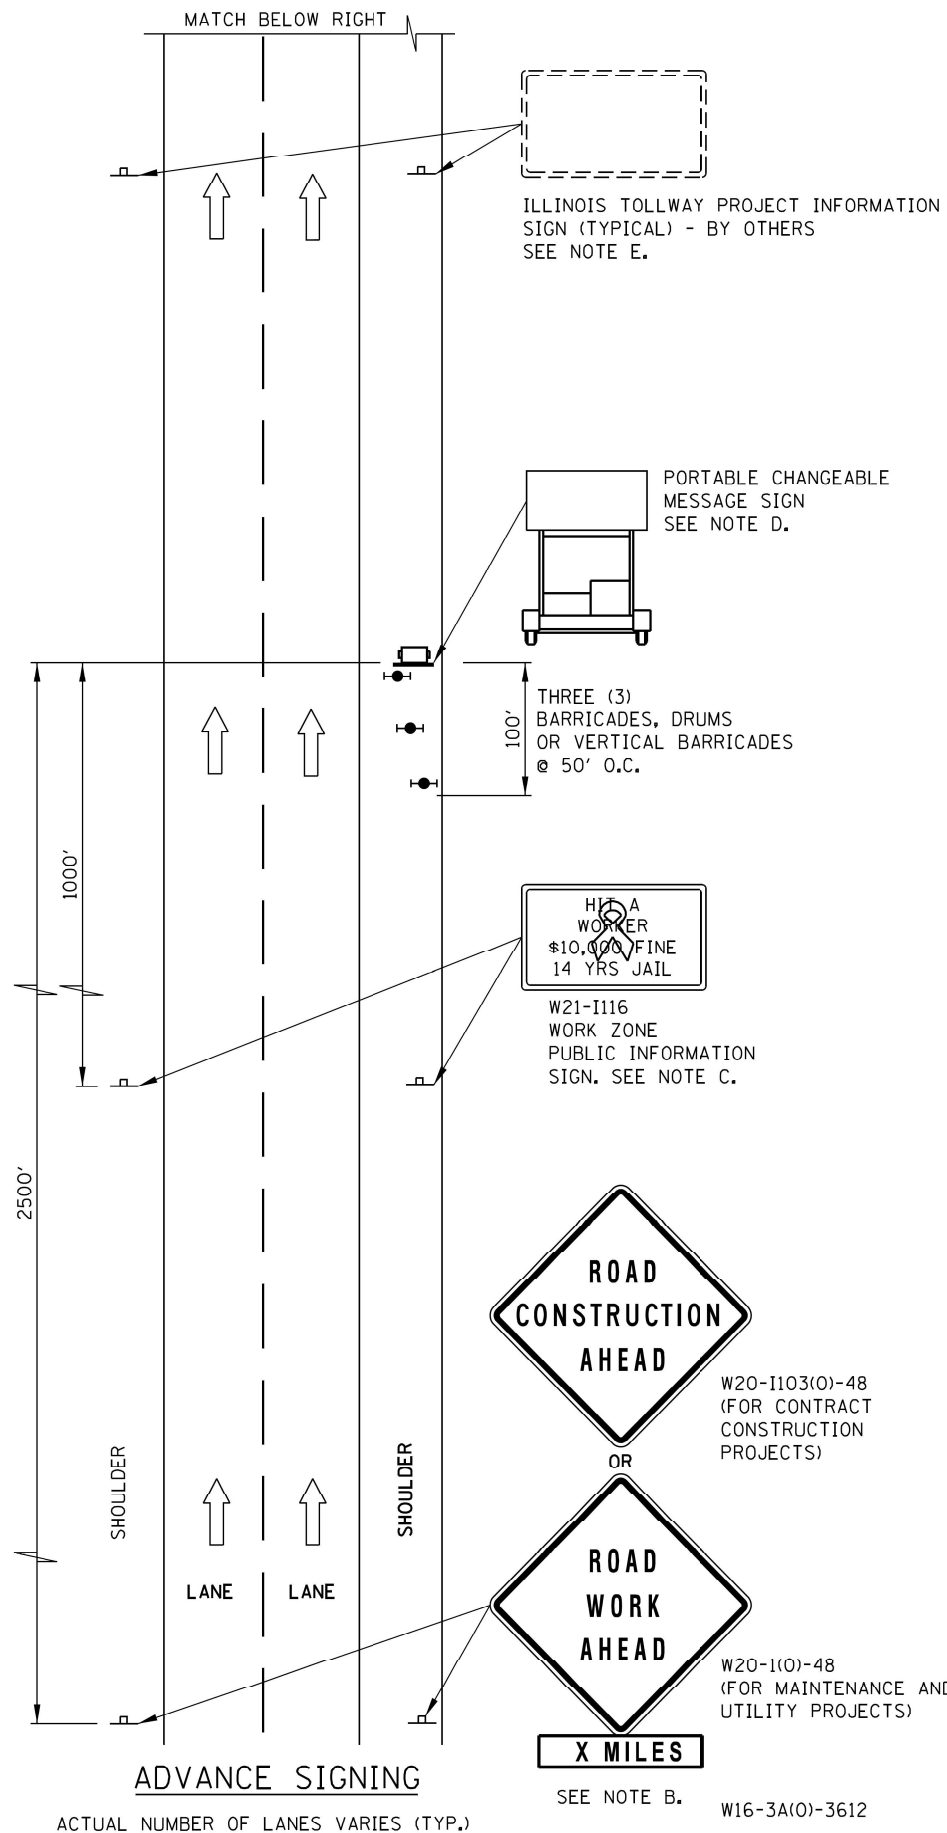 MATCH BELOW RIGHT
ILLINOIS TOLLWAY PROJECT INFORMATION
SIGN (TYPICAL) - BY OTHERS
SEE NOTE E.
PORTABLE CHANGEABLE
MESSAGE SIGN
SEE NOTE D.
100'
THREE (3)
BARRICADES, DRUMS
OR VERTICAL BARRICADES
@ 50' O.C.
1000'
HIT A
WORKER
$10,000 FINE
14 YRS JAIL
W21-I116
WORK ZONE
PUBLIC INFORMATION
SIGN. SEE NOTE C.
2500'
ROAD
CONSTRUCTION
AHEAD
W20-I103(O)-48
(FOR CONTRACT
CONSTRUCTION
PROJECTS)
OR
SHOULDER
SHOULDER
LANE
LANE
ROAD
WORK
AHEAD
W20-1(O)-48
(FOR MAINTENANCE AND
UTILITY PROJECTS)
X MILES
SEE NOTE B.
W16-3A(O)-3612
ADVANCE SIGNING
ACTUAL NUMBER OF LANES VARIES (TYP.)